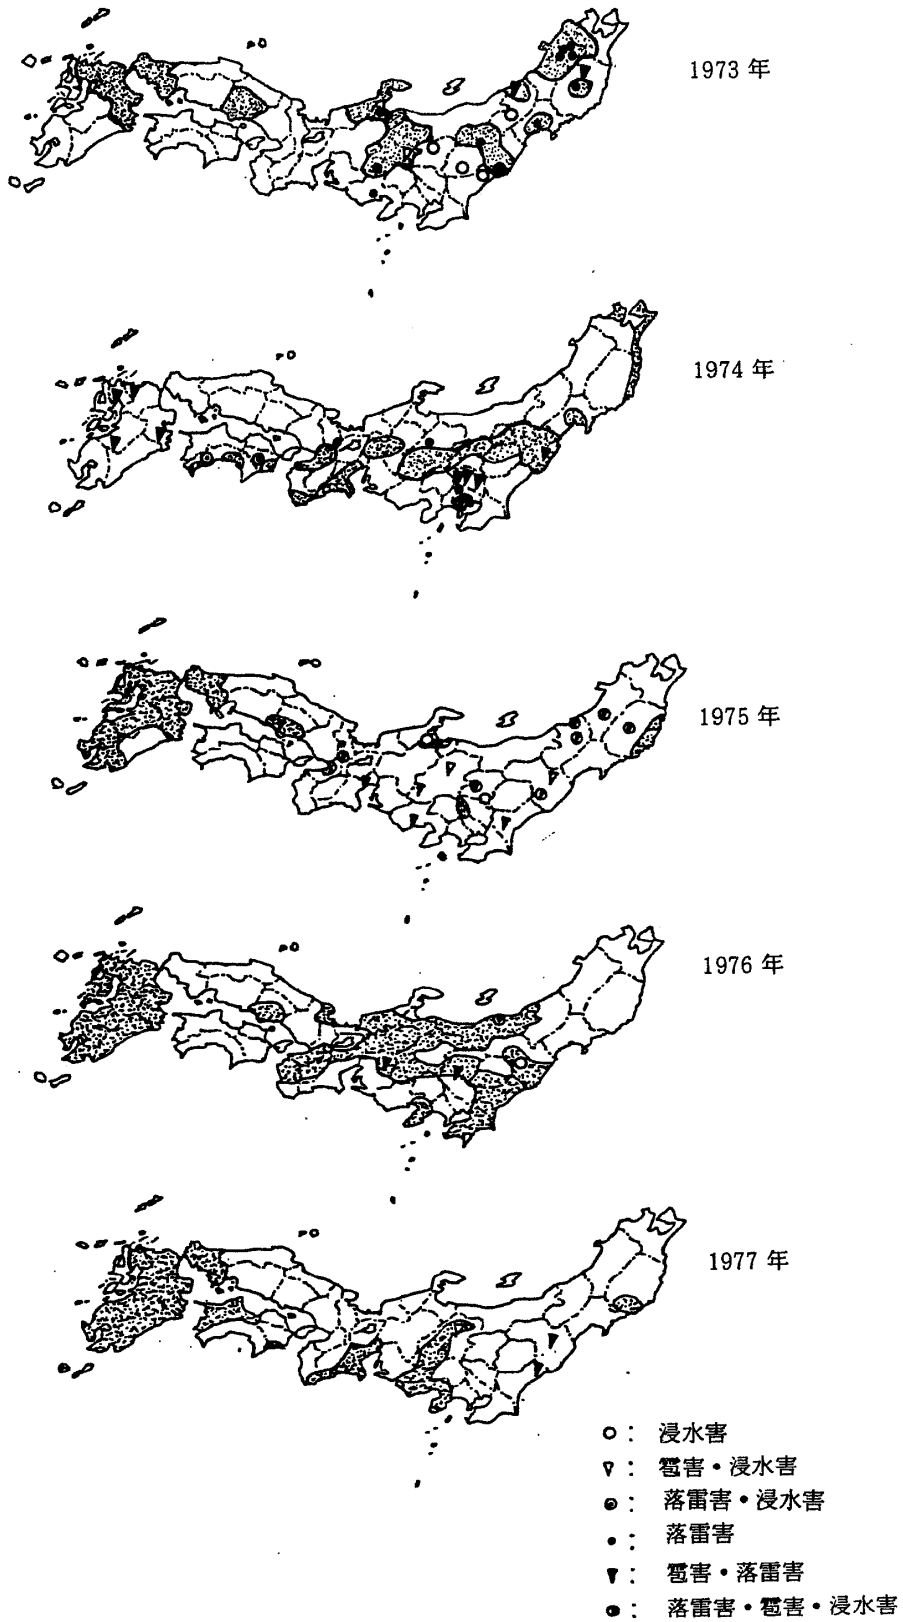 1973 年
1974 年
1975 年
1976 年
1977 年
○ : 浸水害
▽ : 雹害・浸水害
◎ : 落雷害・浸水害
• : 落雷害
▼ : 雹害・落雷害
● : 落雷害・雹害・浸水害